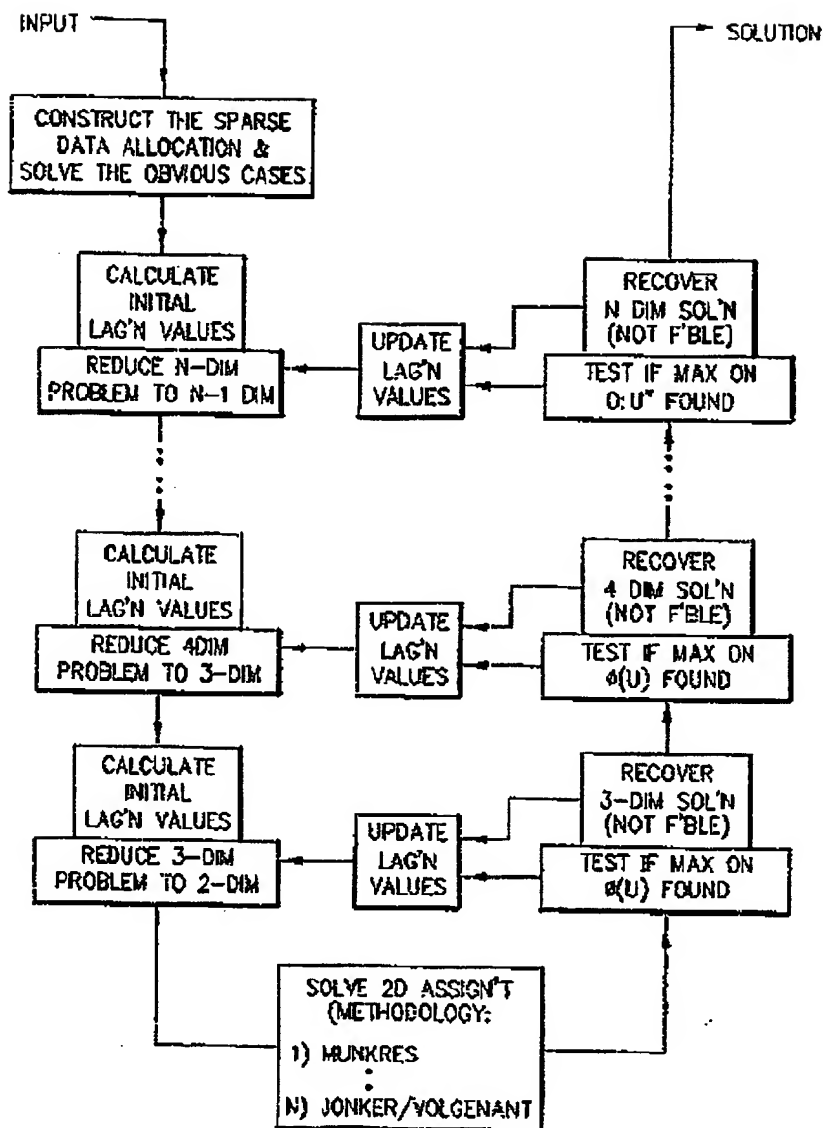 INPUT
SOLUTION
CONSTRUCT THE SPARSE
DATA ALLOCATION &
SOLVE THE OBVIOUS CASES
CALCULATE
INITIAL
LAG'N VALUES
REDUCE N-DIM
PROBLEM TO N-1 DIM
UPDATE
LAG'N
VALUES
RECOVER
N DIM SOL'N
(NOT F'BLE)
TEST IF MAX ON
O:U" FOUND
CALCULATE
INITIAL
LAG'N VALUES
REDUCE 4DIM
PROBLEM TO 3-DIM
UPDATE
LAG'N
VALUES
RECOVER
4 DIM SOL'N
(NOT F'BLE)
TEST IF MAX ON
ϕ(U) FOUND
CALCULATE
INITIAL
LAG'N VALUES
REDUCE 3-DIM
PROBLEM TO 2-DIM
UPDATE
LAG'N
VALUES
RECOVER
3-DIM SOL'N
(NOT F'BLE)
TEST IF MAX ON
ϕ(U) FOUND
SOLVE 2D ASSIGN'T
(METHODOLOGY:
1) MUNKRES
⋮
N) JONKER/VOLGENANT